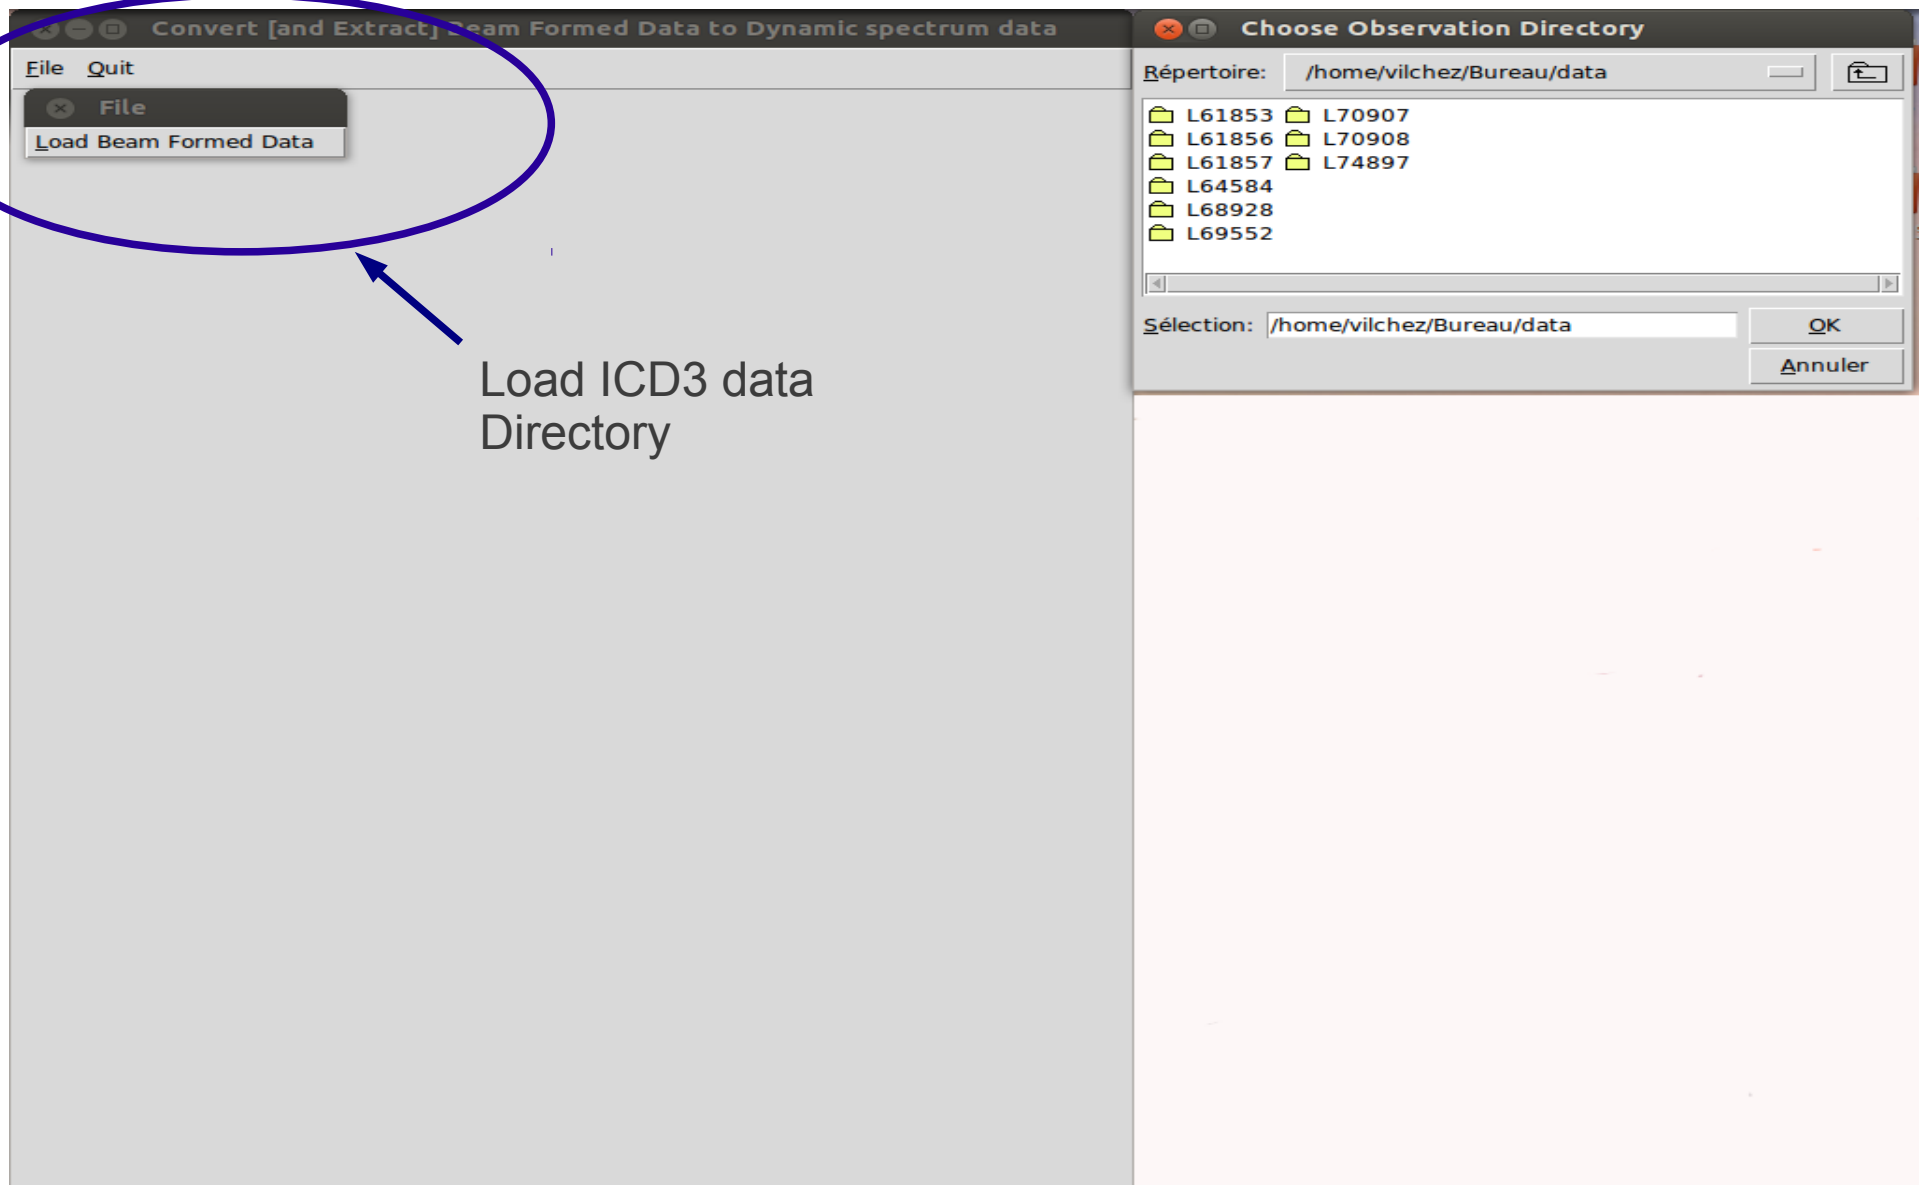 Convert [and Extract] Beam Formed Data to Dynamic spectrum data
File Quit
File
Load Beam Formed Data
Load ICD3 data
Directory
Choose Observation Directory
Répertoire: /home/vilchez/Bureau/data
L61853 L70907
L61856 L70908
L61857 L74897
L64584
L68928
L69552
Sélection: /home/vilchez/Bureau/data OK
Annuler